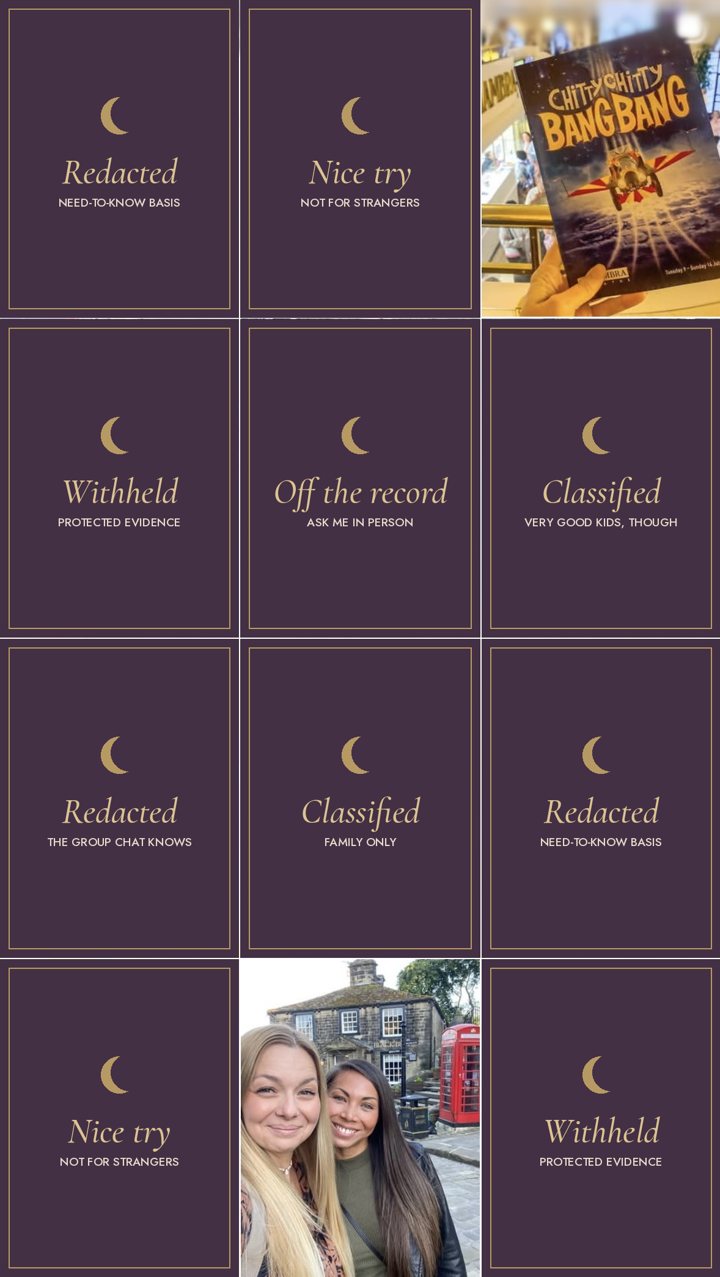 Redacted
NEED-TO-KNOW BASIS
Nice try
NOT FOR STRANGERS
CHITTY CHITTY
BANG BANG
Withheld
PROTECTED EVIDENCE
Off the record
ASK ME IN PERSON
Classified
VERY GOOD KIDS, THOUGH
Redacted
THE GROUP CHAT KNOWS
Classified
FAMILY ONLY
Redacted
NEED-TO-KNOW BASIS
Nice try
NOT FOR STRANGERS
Withheld
PROTECTED EVIDENCE